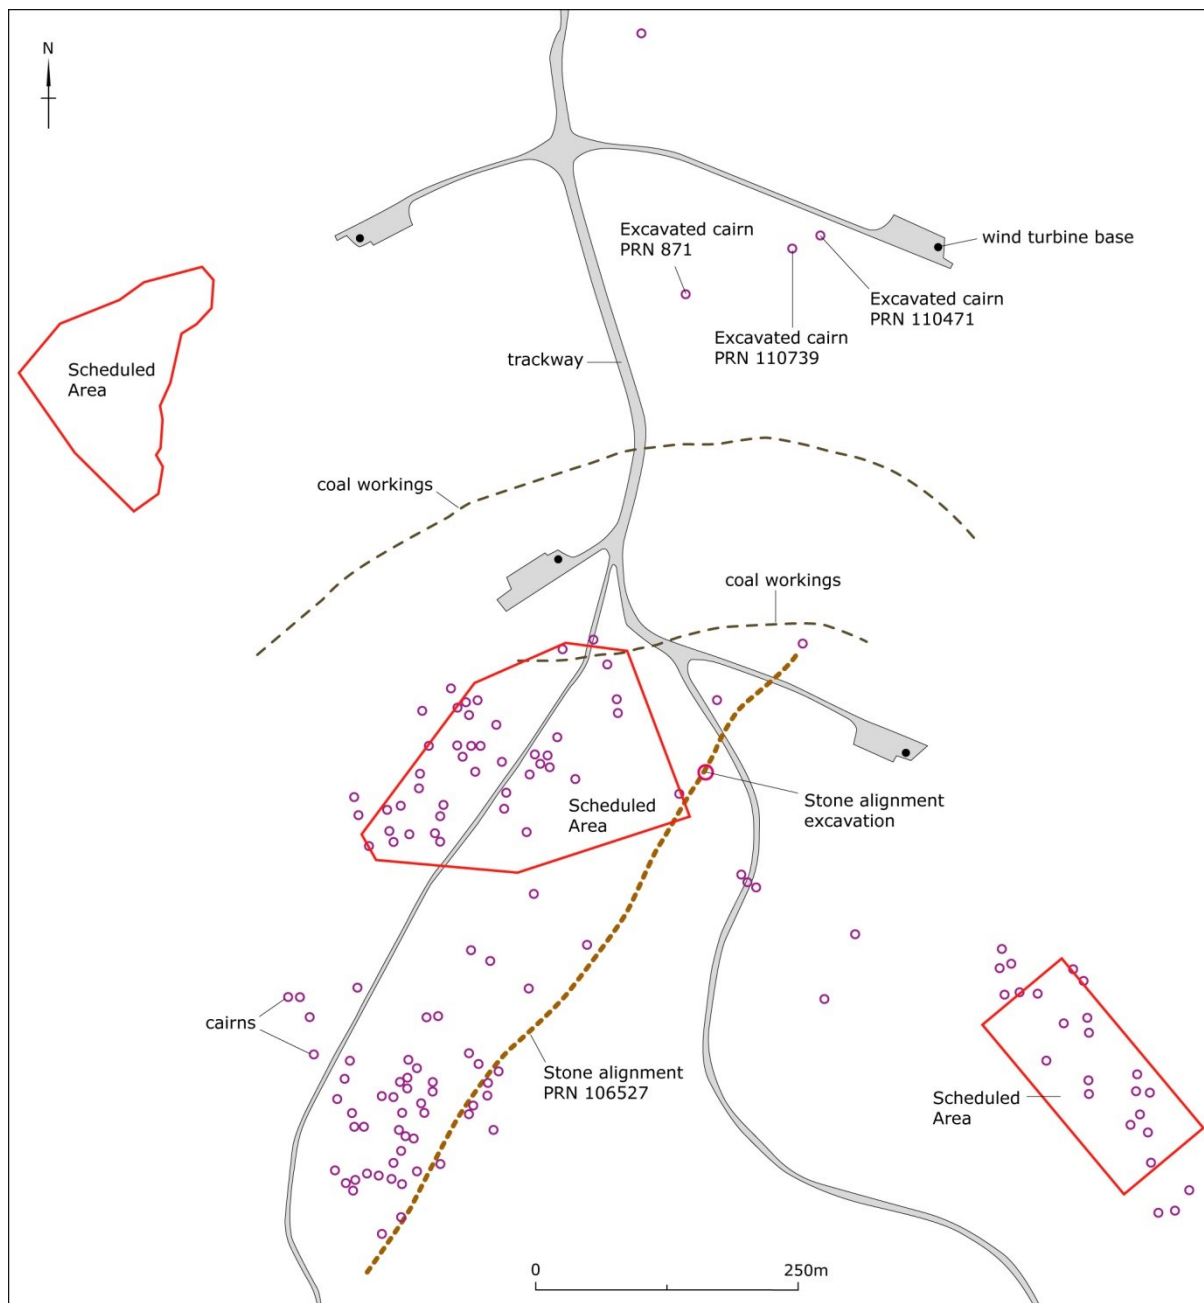 N
Excavated cairn
PRN 871
wind turbine base
Excavated cairn
PRN 110471
Excavated cairn
PRN 110739
trackway
Scheduled
Area
coal workings
coal workings
Scheduled
Area
Stone alignment
excavation
cairns
Stone alignment
PRN 106527
Scheduled
Area
0
250m